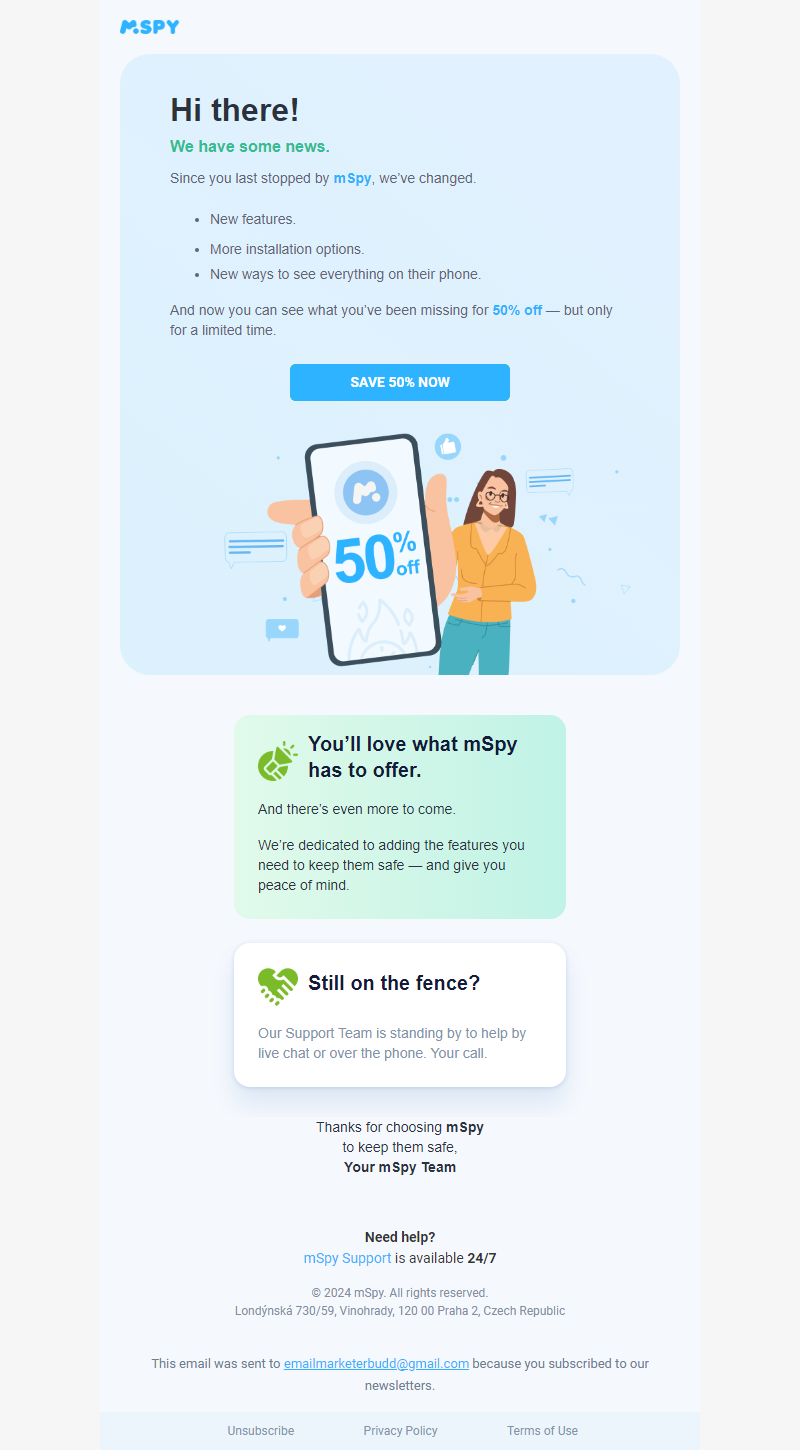 mSPY
Hi there!
We have some news.
Since you last stopped by mSpy, we’ve changed.
• New features.
• More installation options.
• New ways to see everything on their phone.
And now you can see what you’ve been missing for 50% off — but only
for a limited time.
SAVE 50% NOW
50%
off
You’ll love what mSpy
has to offer.
And there’s even more to come.
We’re dedicated to adding the features you
need to keep them safe — and give you
peace of mind.
Still on the fence?
Our Support Team is standing by to help by
live chat or over the phone. Your call.
Thanks for choosing mSpy
to keep them safe,
Your mSpy Team
Need help?
mSpy Support is available 24/7
© 2024 mSpy. All rights reserved.
Londýnská 730/59, Vinohrady, 120 00 Praha 2, Czech Republic
This email was sent to emailmarketerbudd@gmail.com because you subscribed to our
newsletters.
Unsubscribe Privacy Policy Terms of Use